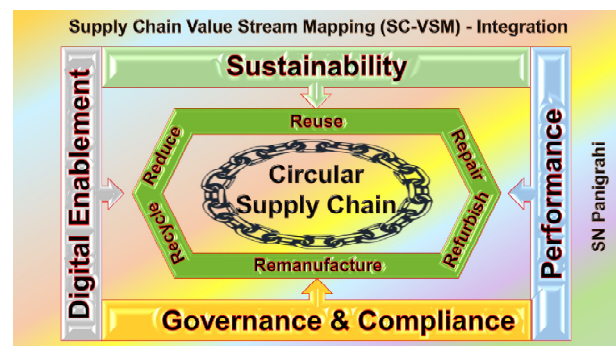 Supply Chain Value Stream Mapping (SC-VSM) - Integration
Sustainability
Digital Enablement
Reduce
Reuse
Repair
Circular
Supply Chain
Recycle
Refurbish
Remanufacture
Performance
SN Panigrahi
Governance & Compliance